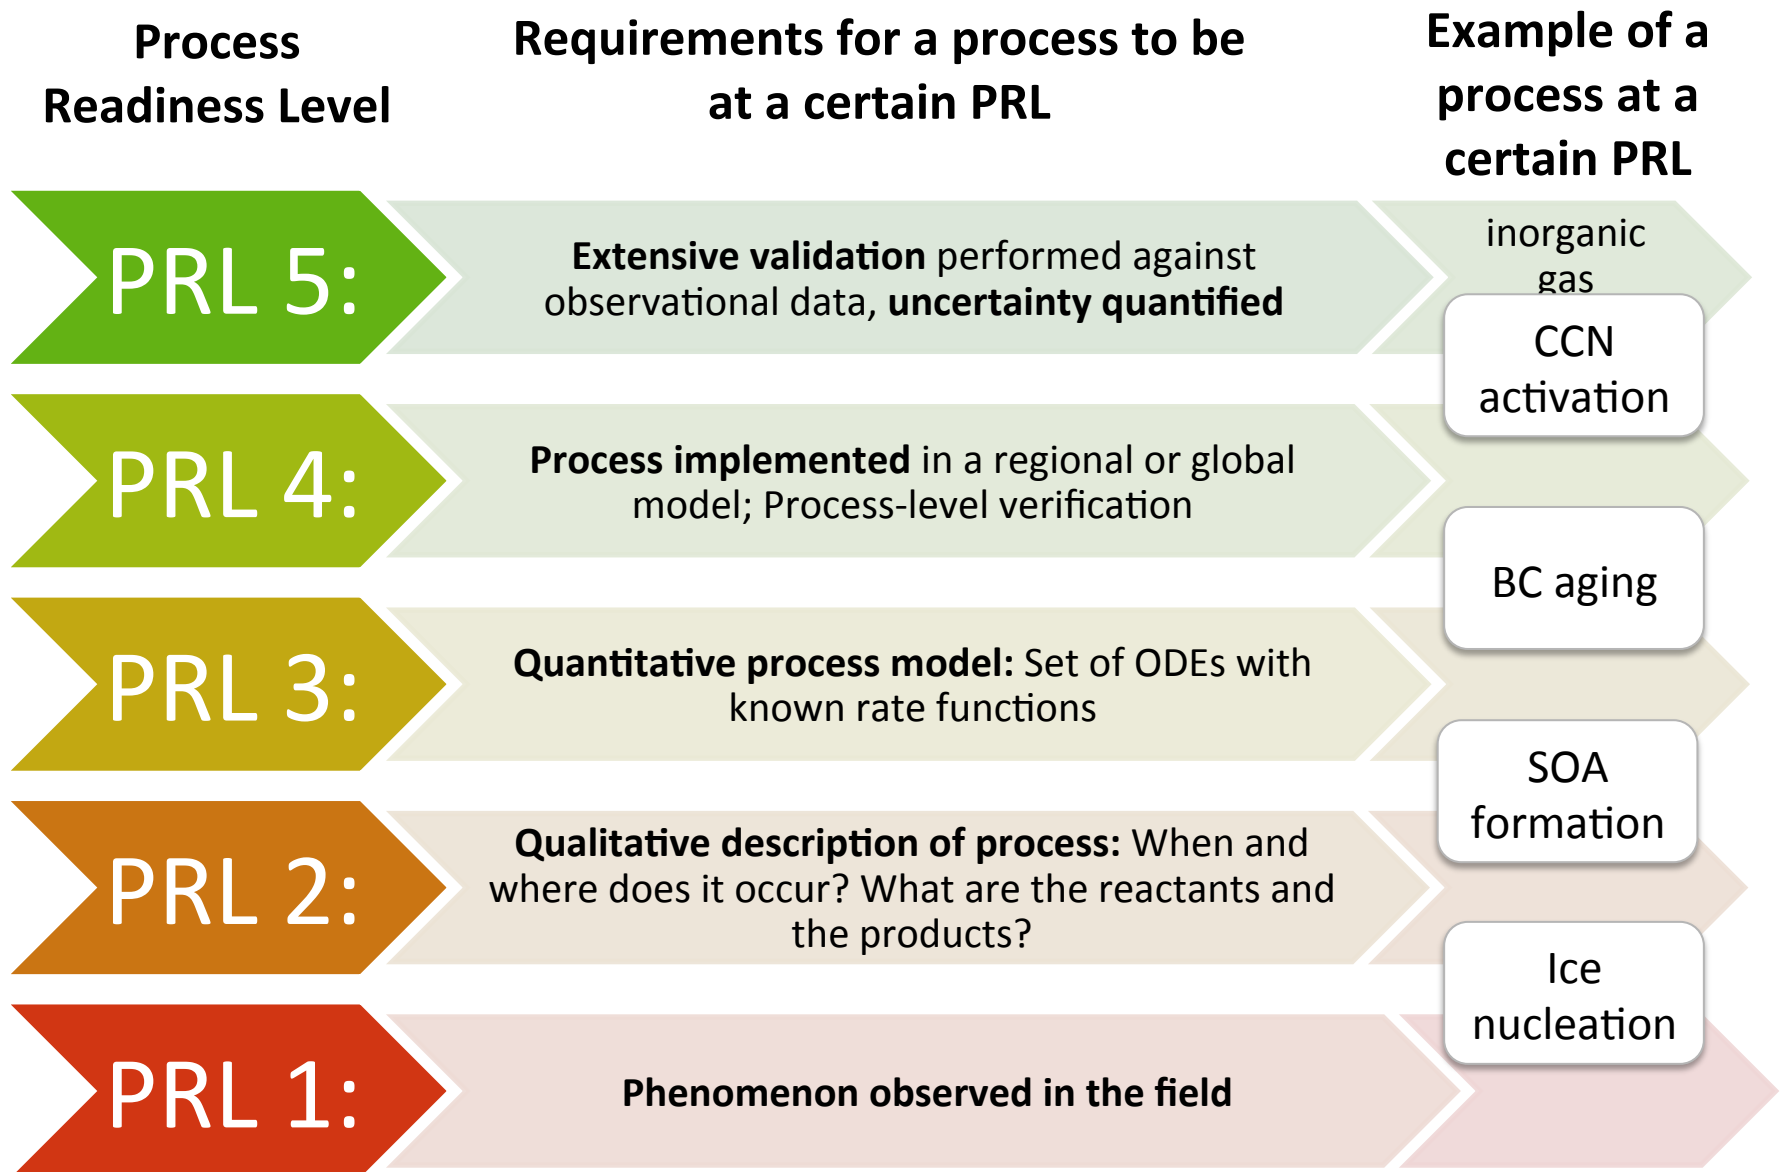 Process
Readiness Level
Requirements for a process to be
at a certain PRL
Example of a
process at a
certain PRL
PRL 5:
Extensive validation performed against
observational data, uncertainty quantified
inorganic
gas
CCN
activation
PRL 4:
Process implemented in a regional or global
model; Process-level verification
BC aging
PRL 3:
Quantitative process model: Set of ODEs with
known rate functions
SOA
formation
PRL 2:
Qualitative description of process: When and
where does it occur? What are the reactants and
the products?
Ice
nucleation
PRL 1:
Phenomenon observed in the field